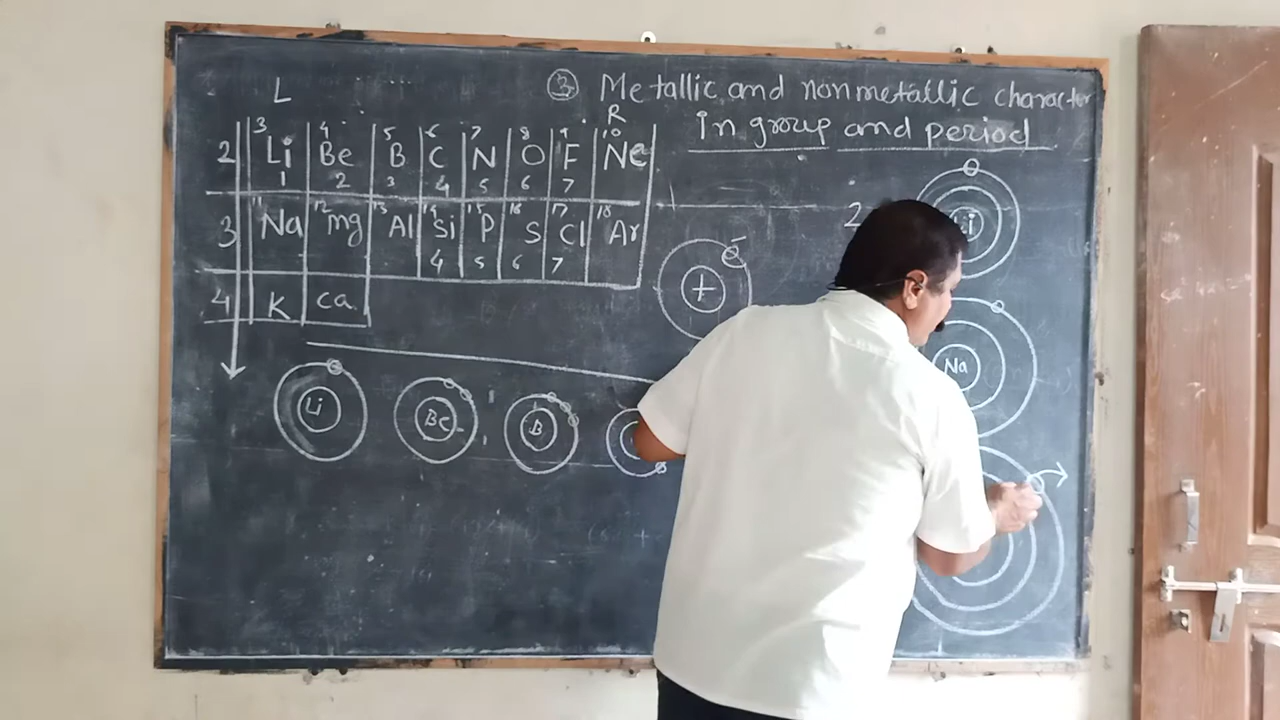 L
③ Metallic and nonmetallic character
R
in group and period
3 4 5 6 7 8 9 10
2 Li Be B C N O F Ne
1 2 3 4 5 6 7
11 12 13 14 15 16 17 18
3 Na mg Al Si P S Cl Ar
4 5 6 7
4 K ca
2 Li
+ e-
Na
Li Be B